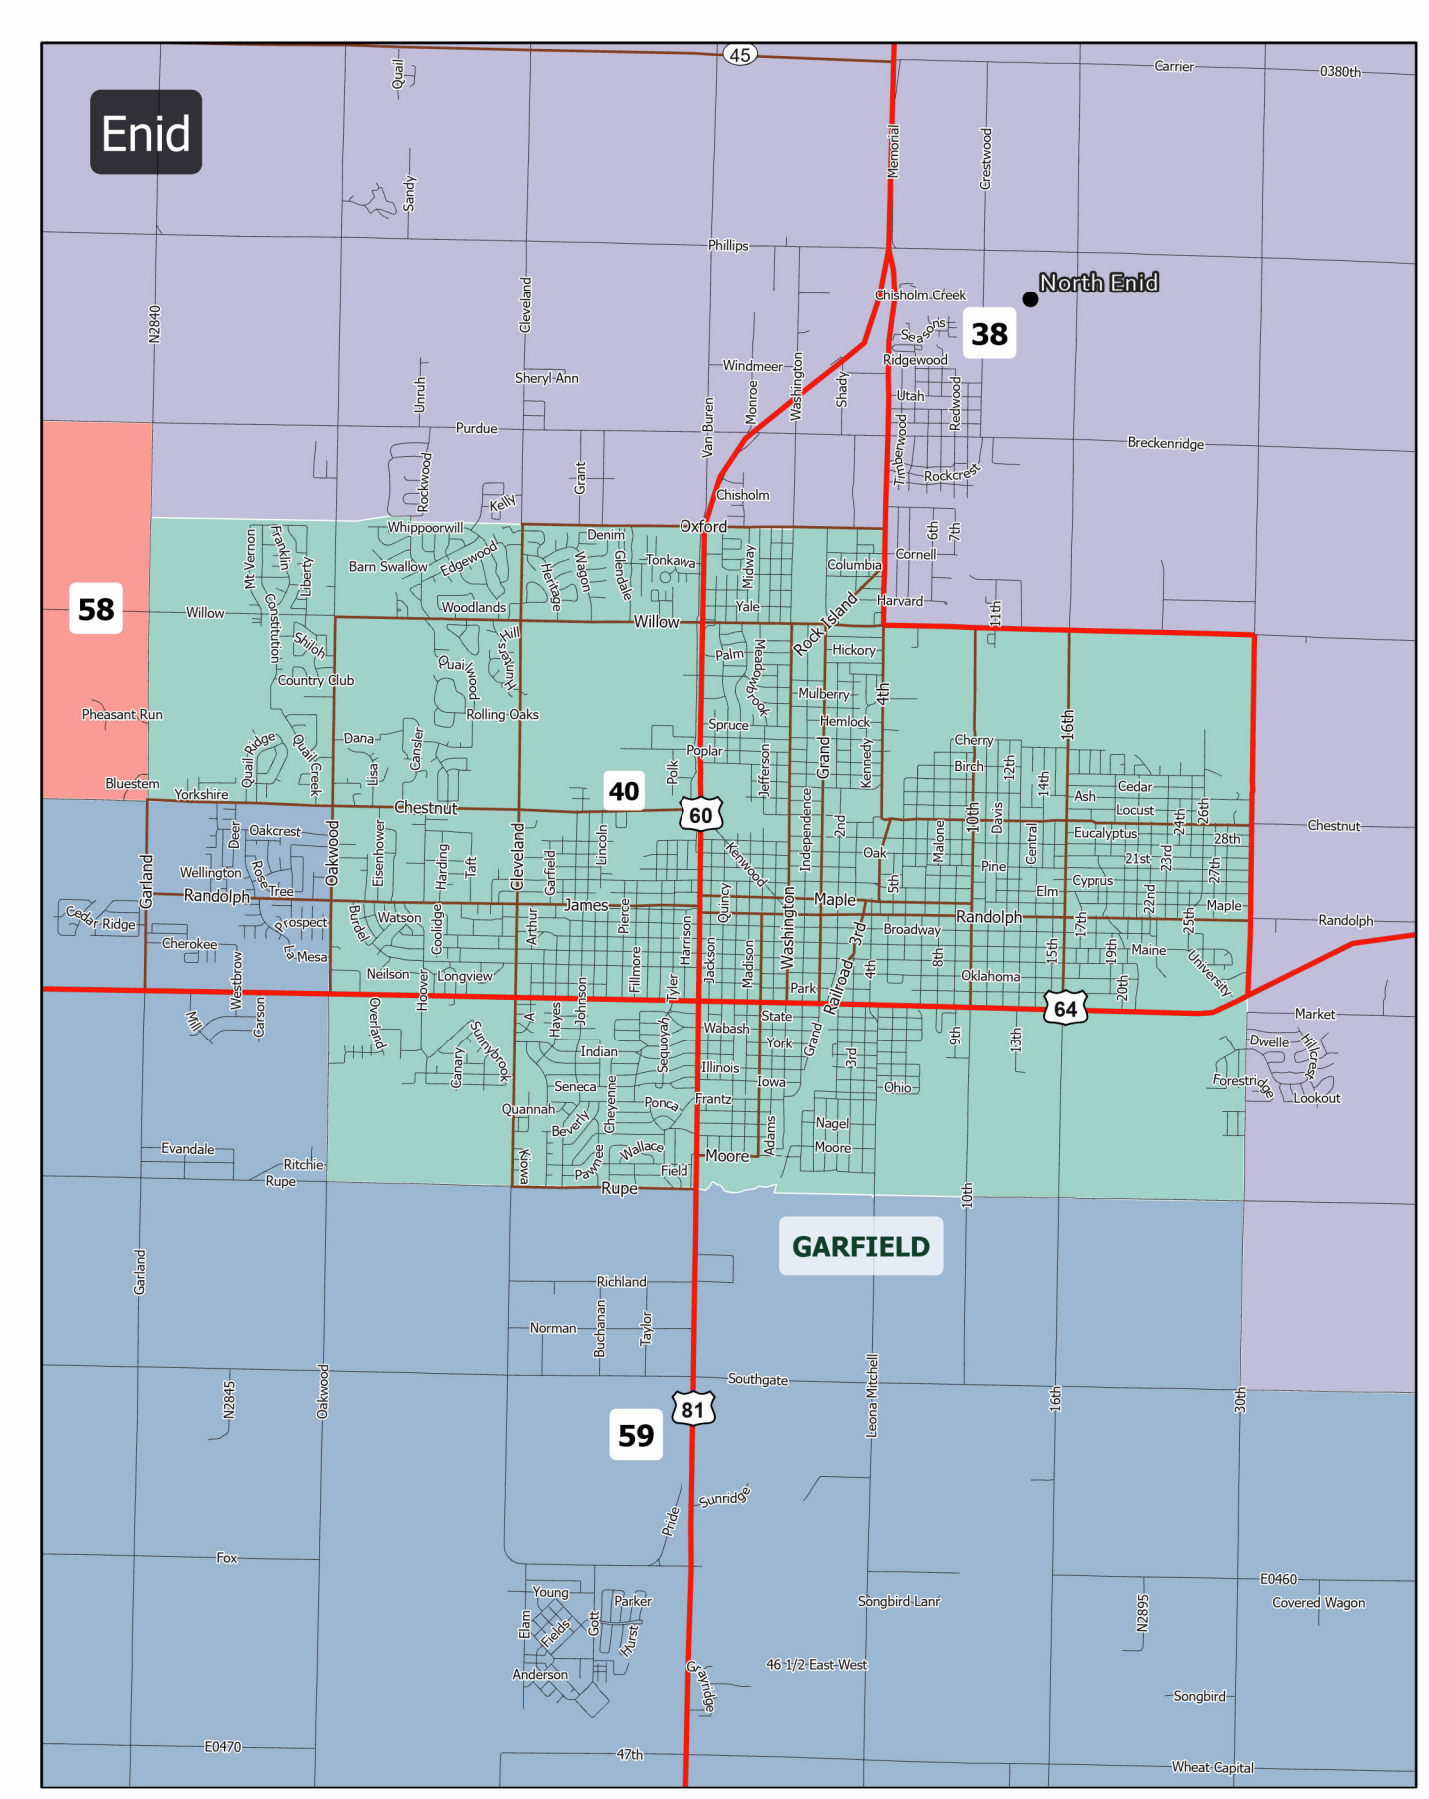 45
Carrier
0380th
Quail
Enid
Memorial
Crestwood
Sandy
Phillips
North Enid
Chisholm Creek
Cleveland
N2840
Seasons
38
Ridgewood
Windmeer
Washington
Shady
Monroe
Sheryl Ann
Unruh
Utah
Redwood
Van Buren
Purdue
Timberwood
Breckenridge
Rockwood
Grant
Rockcrest
Kelly
Chisholm
Whippoorwill
Oxford
6th
7th
Denim
Mt Vernon
Franklin
Liberty
Barn Swallow
Edgewood
Heritage
Wagon
Glendale
Tonkawa
Midway
Columbia
Cornell
58
Willow
Constitution
Woodlands
Willow
Yale
Rock Island
Harvard
11th
Shiloh
Hill
Hunters
Quai
wood
Palm
Meadowbrook
Hickory
Country Club
Mulberry
4th
Pheasant Run
Rolling Oaks
Spruce
Hemlock
16th
Quail Ridge
Quail Creek
Dana
Lisa
Cansler
Poplar
Polk
Jefferson
Grand
Kennedy
Cherry
Birch
12th
14th
Bluestem
Yorkshire
40
Cedar
Ash
Chestnut
60
Independence
2nd
10th
Davis
Locust
24th
26th
Chestnut
Deer
Oakcrest
Oakwood
Eisenhower
Harding
Taft
Cleveland
Garfield
Lincoln
Kenwood
Oak
Malone
Central
Eucalyptus
28th
21st
23rd
27th
Garland
Wellington
Rose Tree
Pine
5th
Elm
Cyprus
22nd
Randolph
James
Quincy
Washington
Maple
Randolph
Maple
Cedar Ridge
Prospect
Burdel
Watson
Coolidge
Arthur
Pierce
Harrison
3rd
Broadway
17th
25th
Randolph
Cherokee
La Mesa
Fillmore
Jackson
Madison
4th
8th
15th
19th
Maine
Westbrow
Neilson
Hoover
Longview
Tyler
Park
Railroad
Oklahoma
20th
University
Mill
Carson
Overland
A
Hayes
Johnson
Sequoyah
State
64
Market
Wabash
York
Grand
3rd
9th
13th
Dwelle
Hillcrest
Sunnybrook
Canary
Indian
Illinois
Iowa
Ohio
Forestridge
Lookout
Seneca
Cheyenne
Ponca
Frantz
Quannah
Beverly
Adams
Nagel
Evandale
Ritchie
Kiowa
Pawnee
Wallace
Field
Moore
Moore
Rupe
Rupe
10th
GARFIELD
Garland
Richland
Norman
Buchanan
Taylor
Southgate
Leona Mitchell
N2845
Oakwood
81
16th
30th
59
Sunridge
Pride
Fox
E0460
Young
Parker
Songbird Lanr
N2895
Covered Wagon
Elam
Fields
Gott
Hurst
Anderson
Grayridge
46 1/2 East-West
Songbird
E0470
47th
Wheat Capital